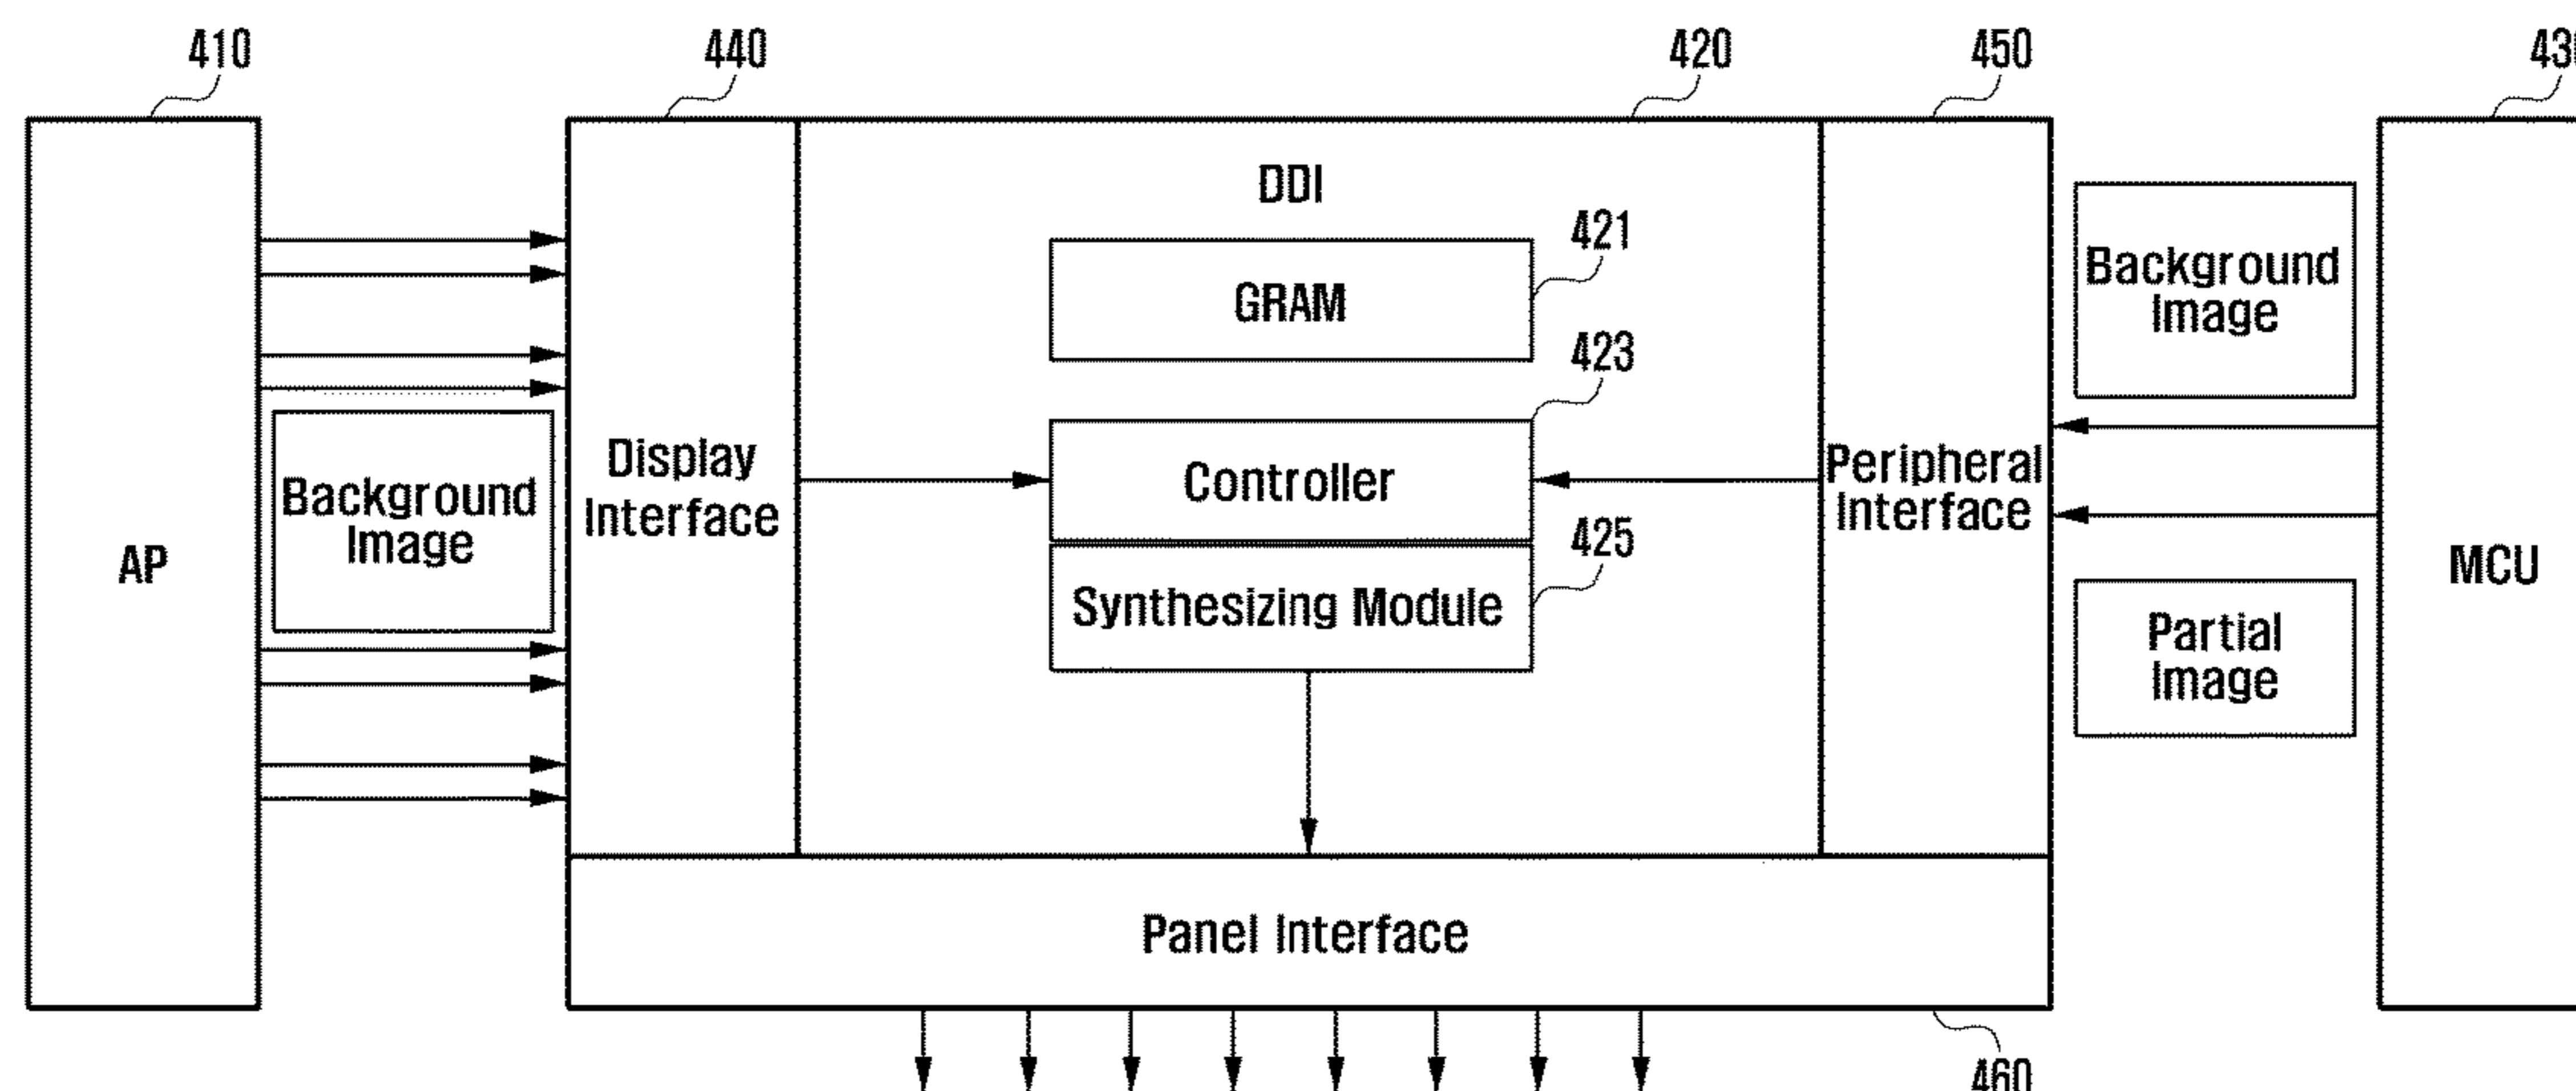 410
440
420
450
DDI
421
GRAM
423
Background
Image
Display
Interface
Controller
Peripheral
Interface
Background
Image
425
AP
Synthesizing Module
MCU
Partial
Image
Panel Interface
460